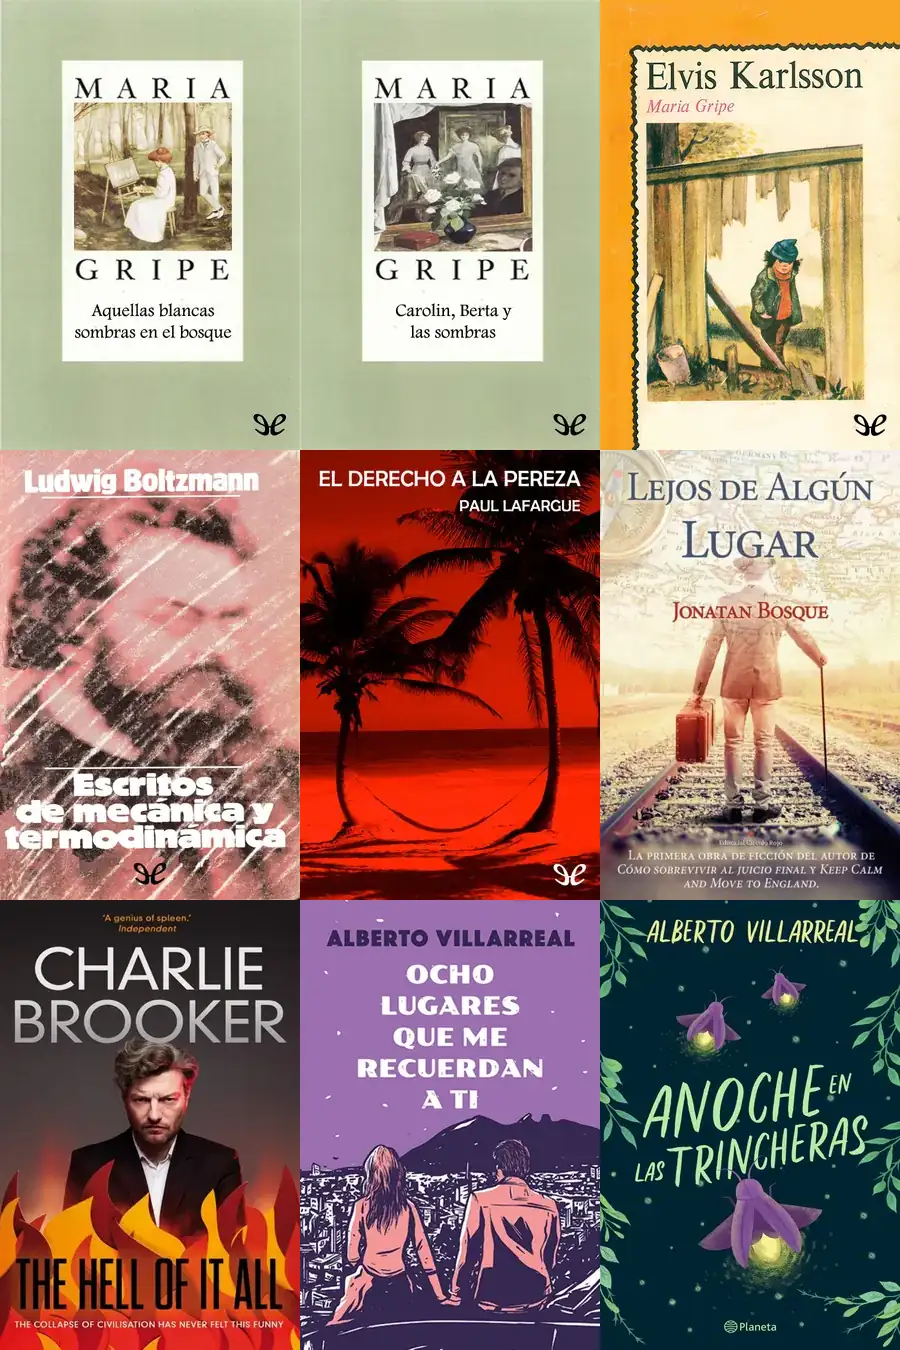 MARIA
GRIPE
Aquellas blancas
sombras en el bosque
MARIA
GRIPE
Carolin, Berta y
las sombras
Elvis Karlsson
Maria Gripe
Ludwig Boltzmann
Escritos
de mecánica y
termodinámica
EL DERECHO A LA PEREZA
PAUL LAFARGUE
LEJOS DE ALGÚN
LUGAR
JONATAN BOSQUE
Editorial Círculo Rojo
LA PRIMERA OBRA DE FICCIÓN DEL AUTOR DE
CÓMO SOBREVIVIR AL JUICIO FINAL Y KEEP CALM
AND MOVE TO ENGLAND.
'A genius of spleen.'
Independent
CHARLIE
BROOKER
THE HELL OF IT ALL
THE COLLAPSE OF CIVILISATION HAS NEVER FELT THIS FUNNY
ALBERTO VILLARREAL
OCHO
LUGARES
QUE ME
RECUERDAN
A TI
ALBERTO VILLARREAL
ANOCHE EN
LAS TRINCHERAS
Planeta